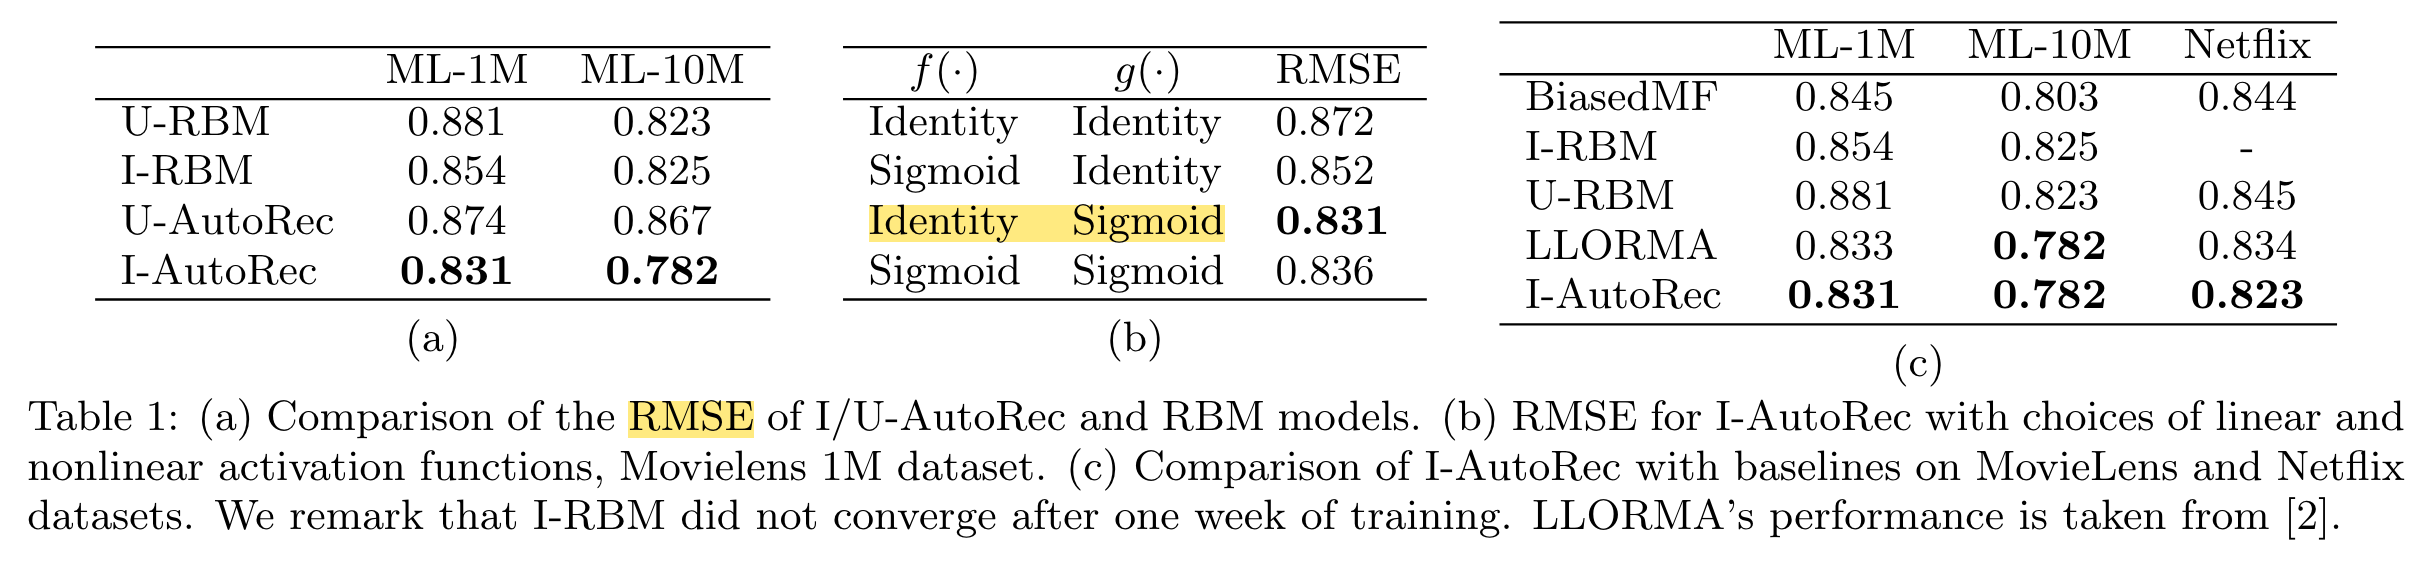 ML-1M ML-10M
U-RBM 0.881 0.823
I-RBM 0.854 0.825
U-AutoRec 0.874 0.867
I-AutoRec 0.831 0.782
(a)
f(·) g(·) RMSE
Identity Identity 0.872
Sigmoid Identity 0.852
Identity Sigmoid 0.831
Sigmoid Sigmoid 0.836
(b)
ML-1M ML-10M Netflix
BiasedMF 0.845 0.803 0.844
I-RBM 0.854 0.825 -
U-RBM 0.881 0.823 0.845
LLORMA 0.833 0.782 0.834
I-AutoRec 0.831 0.782 0.823
(c)
Table 1: (a) Comparison of the RMSE of I/U-AutoRec and RBM models. (b) RMSE for I-AutoRec with choices of linear and
nonlinear activation functions, Movielens 1M dataset. (c) Comparison of I-AutoRec with baselines on MovieLens and Netflix
datasets. We remark that I-RBM did not converge after one week of training. LLORMA's performance is taken from [2].